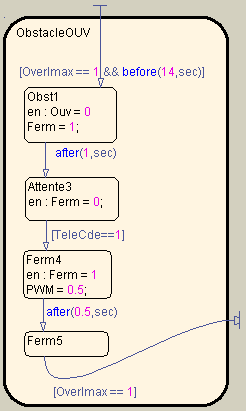 ObstacleOUV
[OverImax == 1 && before(14,sec)]
Obst1
en : Ouv = 0
Ferm = 1;
after(1,sec)
Attente3
en : Ferm = 0;
[TeleCde==1]
Ferm4
en : Ferm = 1
PWM = 0.5;
after(0.5,sec)
Ferm5
[OverImax == 1]